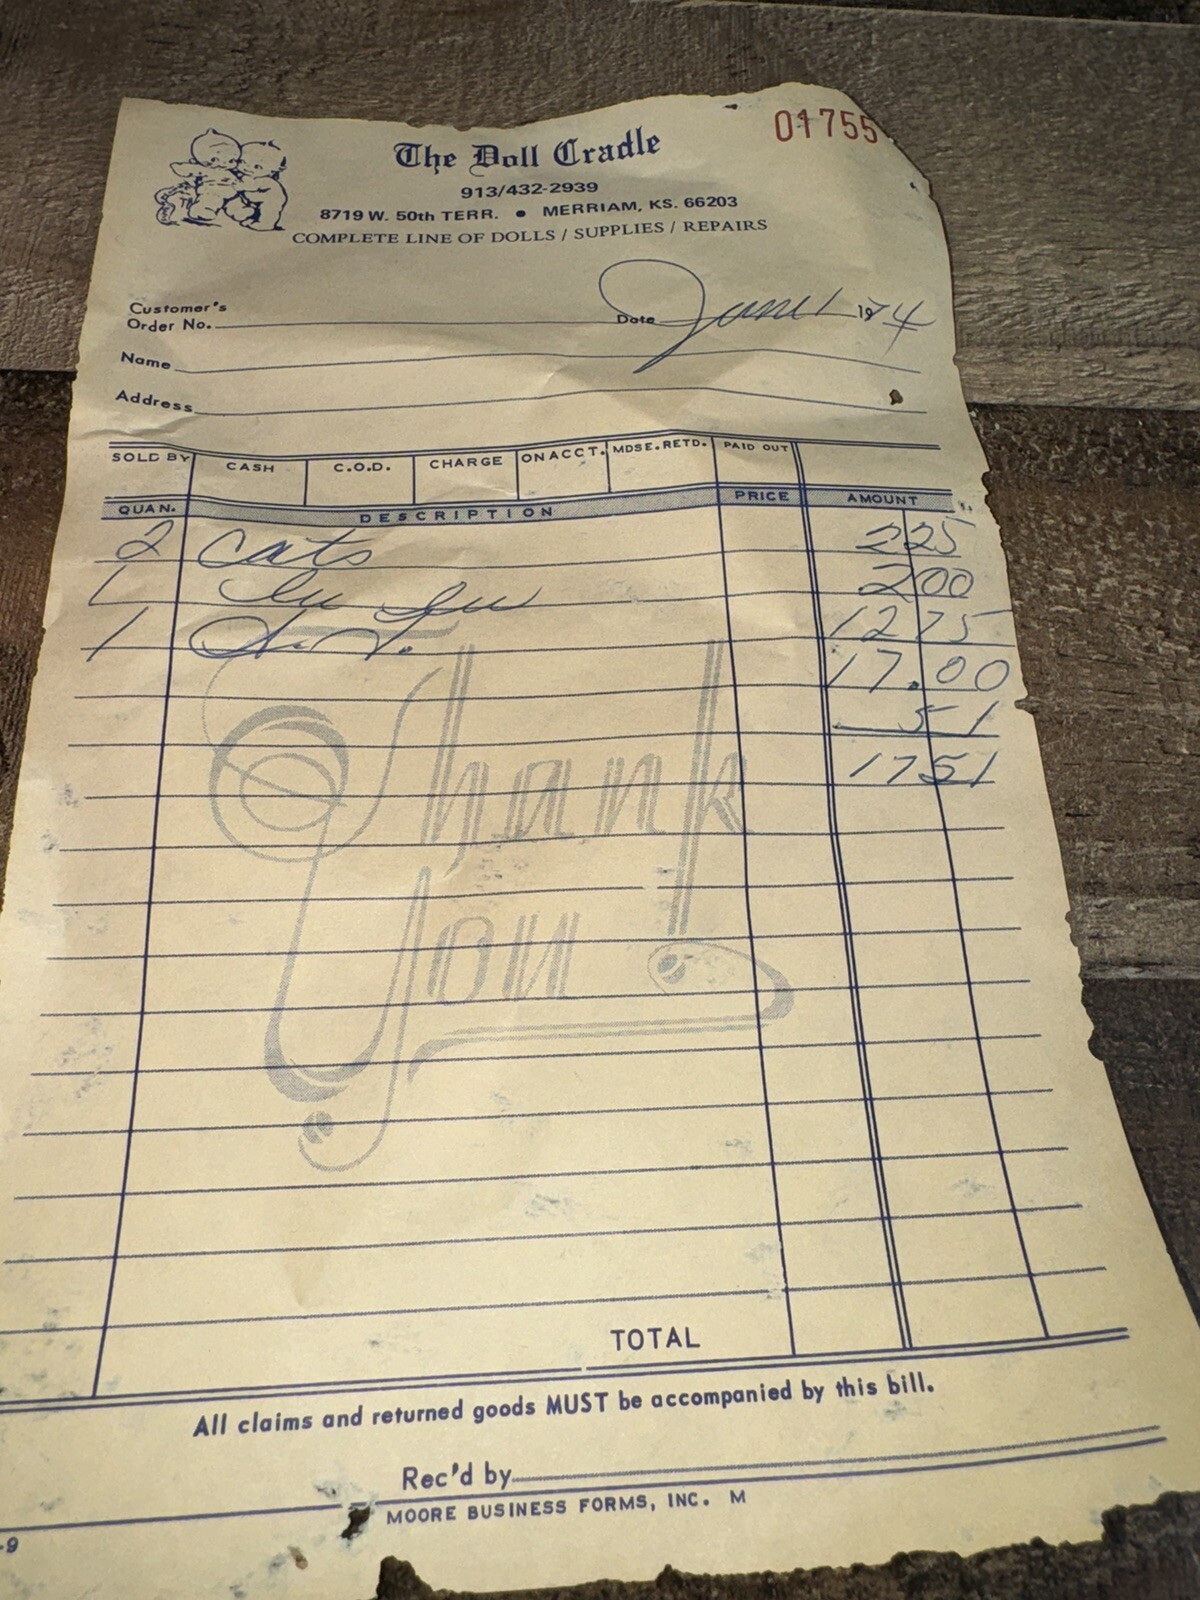 01755
The Doll Cradle
913/432-2939
8719 W. 50th TERR. • MERRIAM, KS. 66203
COMPLETE LINE OF DOLLS / SUPPLIES / REPAIRS
Customer's
Order No. Date June 1 1974
Name
Address
SOLD BY CASH C.O.D. CHARGE ON ACCT. MDSE. RETD. PAID OUT
QUAN. DESCRIPTION PRICE AMOUNT
2 Cats 225
1 200
1 1275
17.00
51
1751
Thank
You
TOTAL
All claims and returned goods MUST be accompanied by this bill.
Rec'd by
MOORE BUSINESS FORMS, INC. M
-9